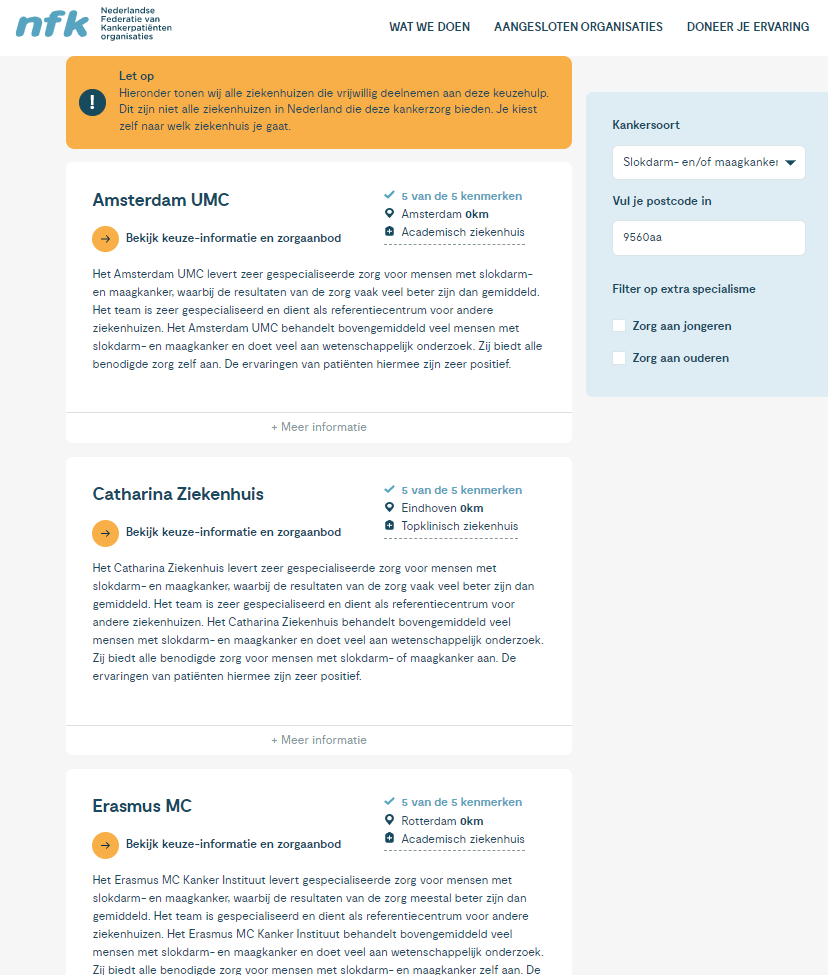 nfk
Nederlandse
Federatie van
Kankerpatiënten
organisaties
WAT WE DOEN
AANGESLOTEN ORGANISATIES
DONEER JE ERVARING
Let op
Hieronder tonen wij alle ziekenhuizen die vrijwillig deelnemen aan deze keuzehulp.
Dit zijn niet alle ziekenhuizen in Nederland die deze kankerzorg bieden. Je kiest
zelf naar welk ziekenhuis je gaat.
Kankersoort
Slokdarm- en/of maagkanker
Vul je postcode in
9560aa
Filter op extra specialisme
Zorg aan jongeren
Zorg aan ouderen
Amsterdam UMC
5 van de 5 kenmerken
Amsterdam 0km
Academisch ziekenhuis
Bekijk keuze-informatie en zorgaanbod
Het Amsterdam UMC levert zeer gespecialiseerde zorg voor mensen met slokdarm-
en maagkanker, waarbij de resultaten van de zorg vaak veel beter zijn dan gemiddeld.
Het team is zeer gespecialiseerd en dient als referentiecentrum voor andere
ziekenhuizen. Het Amsterdam UMC behandelt bovengemiddeld veel mensen met
slokdarm- en maagkanker en doet veel aan wetenschappelijk onderzoek. Zij biedt alle
benodigde zorg zelf aan. De ervaringen van patiënten hiermee zijn zeer positief.
+ Meer informatie
Catharina Ziekenhuis
5 van de 5 kenmerken
Eindhoven 0km
Topklinisch ziekenhuis
Bekijk keuze-informatie en zorgaanbod
Het Catharina Ziekenhuis levert zeer gespecialiseerde zorg voor mensen met
slokdarm- en maagkanker, waarbij de resultaten van de zorg vaak veel beter zijn dan
gemiddeld. Het team is zeer gespecialiseerd en dient als referentiecentrum voor
andere ziekenhuizen. Het Catharina Ziekenhuis behandelt bovengemiddeld veel
mensen met slokdarm- en maagkanker en doet veel aan wetenschappelijk onderzoek.
Zij biedt alle benodigde zorg voor mensen met slokdarm- of maagkanker aan. De
ervaringen van patiënten hiermee zijn zeer positief.
+ Meer informatie
Erasmus MC
5 van de 5 kenmerken
Rotterdam 0km
Academisch ziekenhuis
Bekijk keuze-informatie en zorgaanbod
Het Erasmus MC Kanker Instituut levert gespecialiseerde zorg voor mensen met
slokdarm- en maagkanker, waarbij de resultaten van de zorg meestal beter zijn dan
gemiddeld. Het team is gespecialiseerd en dient als referentiecentrum voor andere
ziekenhuizen. Het Erasmus MC Kanker Instituut behandelt bovengemiddeld veel
mensen met slokdarm- en maagkanker en doet veel aan wetenschappelijk onderzoek.
Zij biedt alle benodigde zorg aan mensen met slokdarm- en maagkanker zelf aan. De